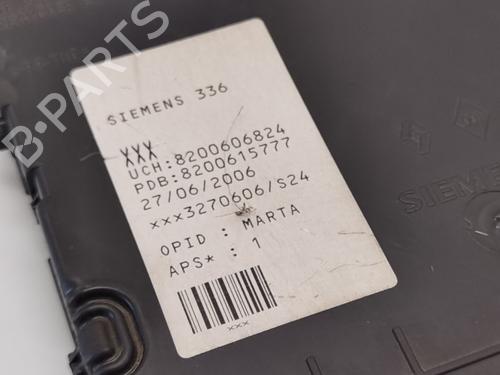 SIEMENS 336
XXX
UCH:8200606824
PDB:8200615777
27/06/2006
xxx3270606/S24
OPID : MARTA
APS* : 1
xxx
SIEMENS
B-PARTS